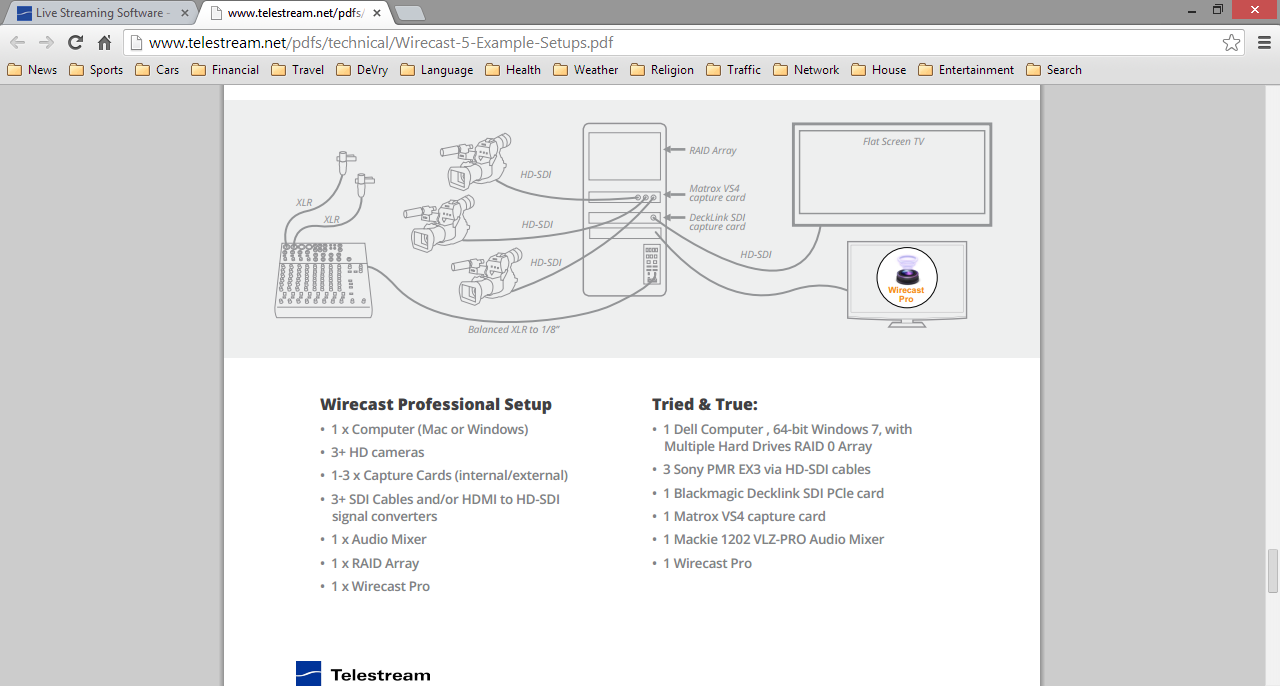 Live Streaming Software -
www.telestream.net/pdfs/
www.telestream.net/pdfs/technical/Wirecast-5-Example-Setups.pdf
News Sports Cars Financial Travel DeVry Language Health Weather Religion Traffic Network House Entertainment Search
Flat Screen TV
RAID Array
HD-SDI
Matrox VS4
capture card
XLR
XLR
HD-SDI
DeckLink SDI
capture card
HD-SDI
HD-SDI
Wirecast
Pro
Balanced XLR to 1/8"
Wirecast Professional Setup
• 1 x Computer (Mac or Windows)
• 3+ HD cameras
• 1-3 x Capture Cards (internal/external)
• 3+ SDI Cables and/or HDMI to HD-SDI
signal converters
• 1 x Audio Mixer
• 1 x RAID Array
• 1 x Wirecast Pro
Tried & True:
• 1 Dell Computer , 64-bit Windows 7, with
Multiple Hard Drives RAID 0 Array
• 3 Sony PMR EX3 via HD-SDI cables
• 1 Blackmagic Decklink SDI PCIe card
• 1 Matrox VS4 capture card
• 1 Mackie 1202 VLZ-PRO Audio Mixer
• 1 Wirecast Pro
Telestream